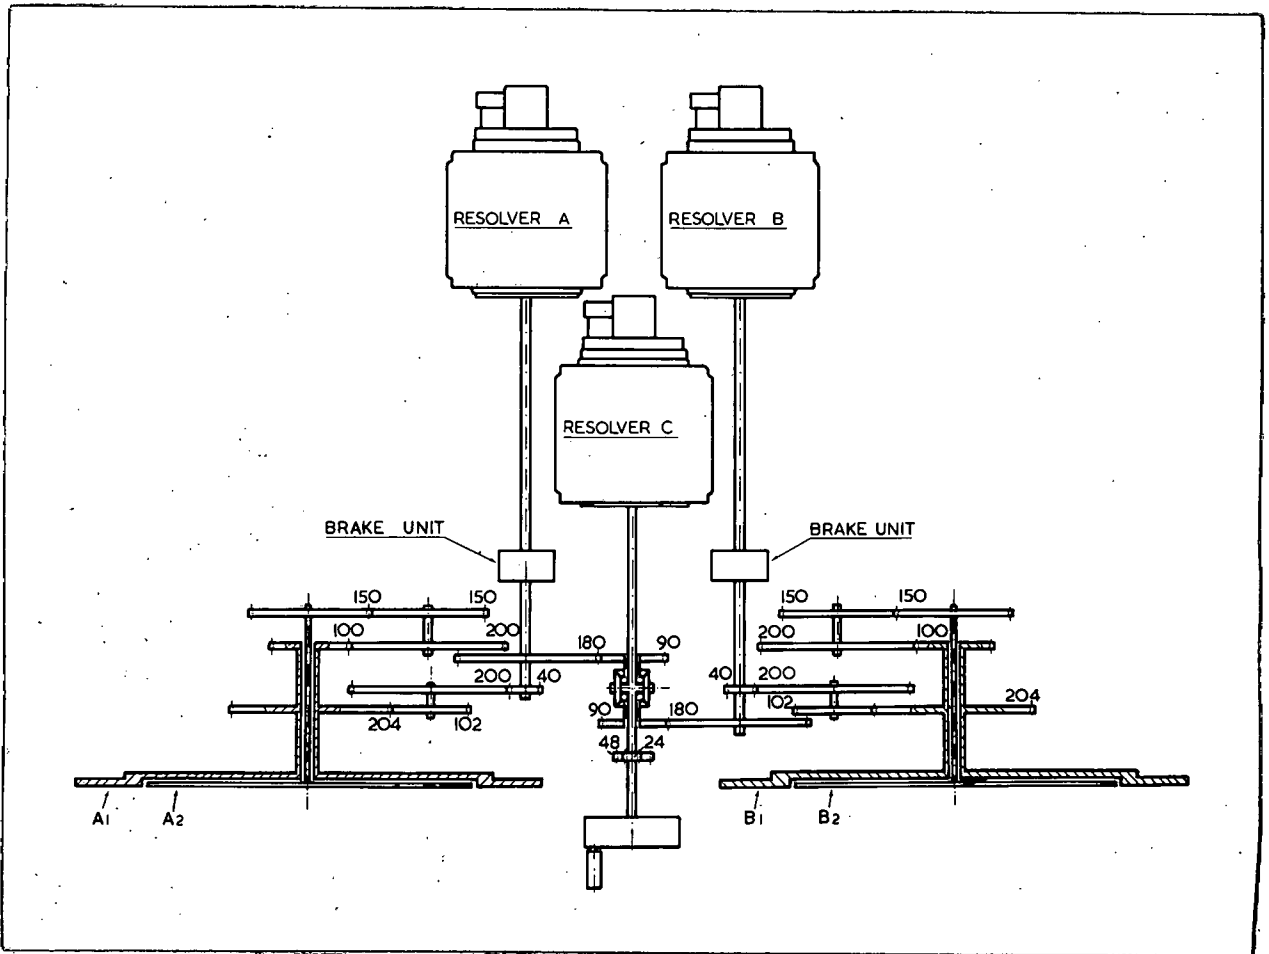 RESOLVER A
RESOLVER B
RESOLVER C
BRAKE UNIT
BRAKE UNIT
150 150
150 150
100 200
200 100
180 90
200 40
40 200
204 102
102 204
90 180
48 24
A1 A2
B1 B2